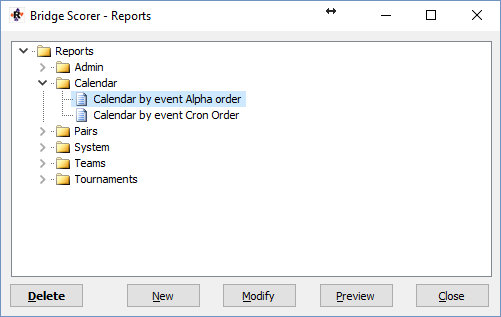 Bridge Scorer - Reports
Reports
Admin
Calendar
Calendar by event Alpha order
Calendar by event Cron Order
Pairs
System
Teams
Tournaments
Delete New Modify Preview Close